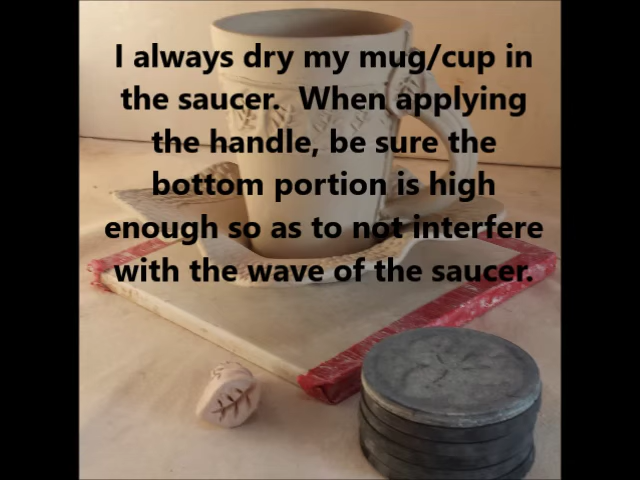 I always dry my mug/cup in
the saucer.  When applying
the handle, be sure the
bottom portion is high
enough so as to not interfere
with the wave of the saucer.